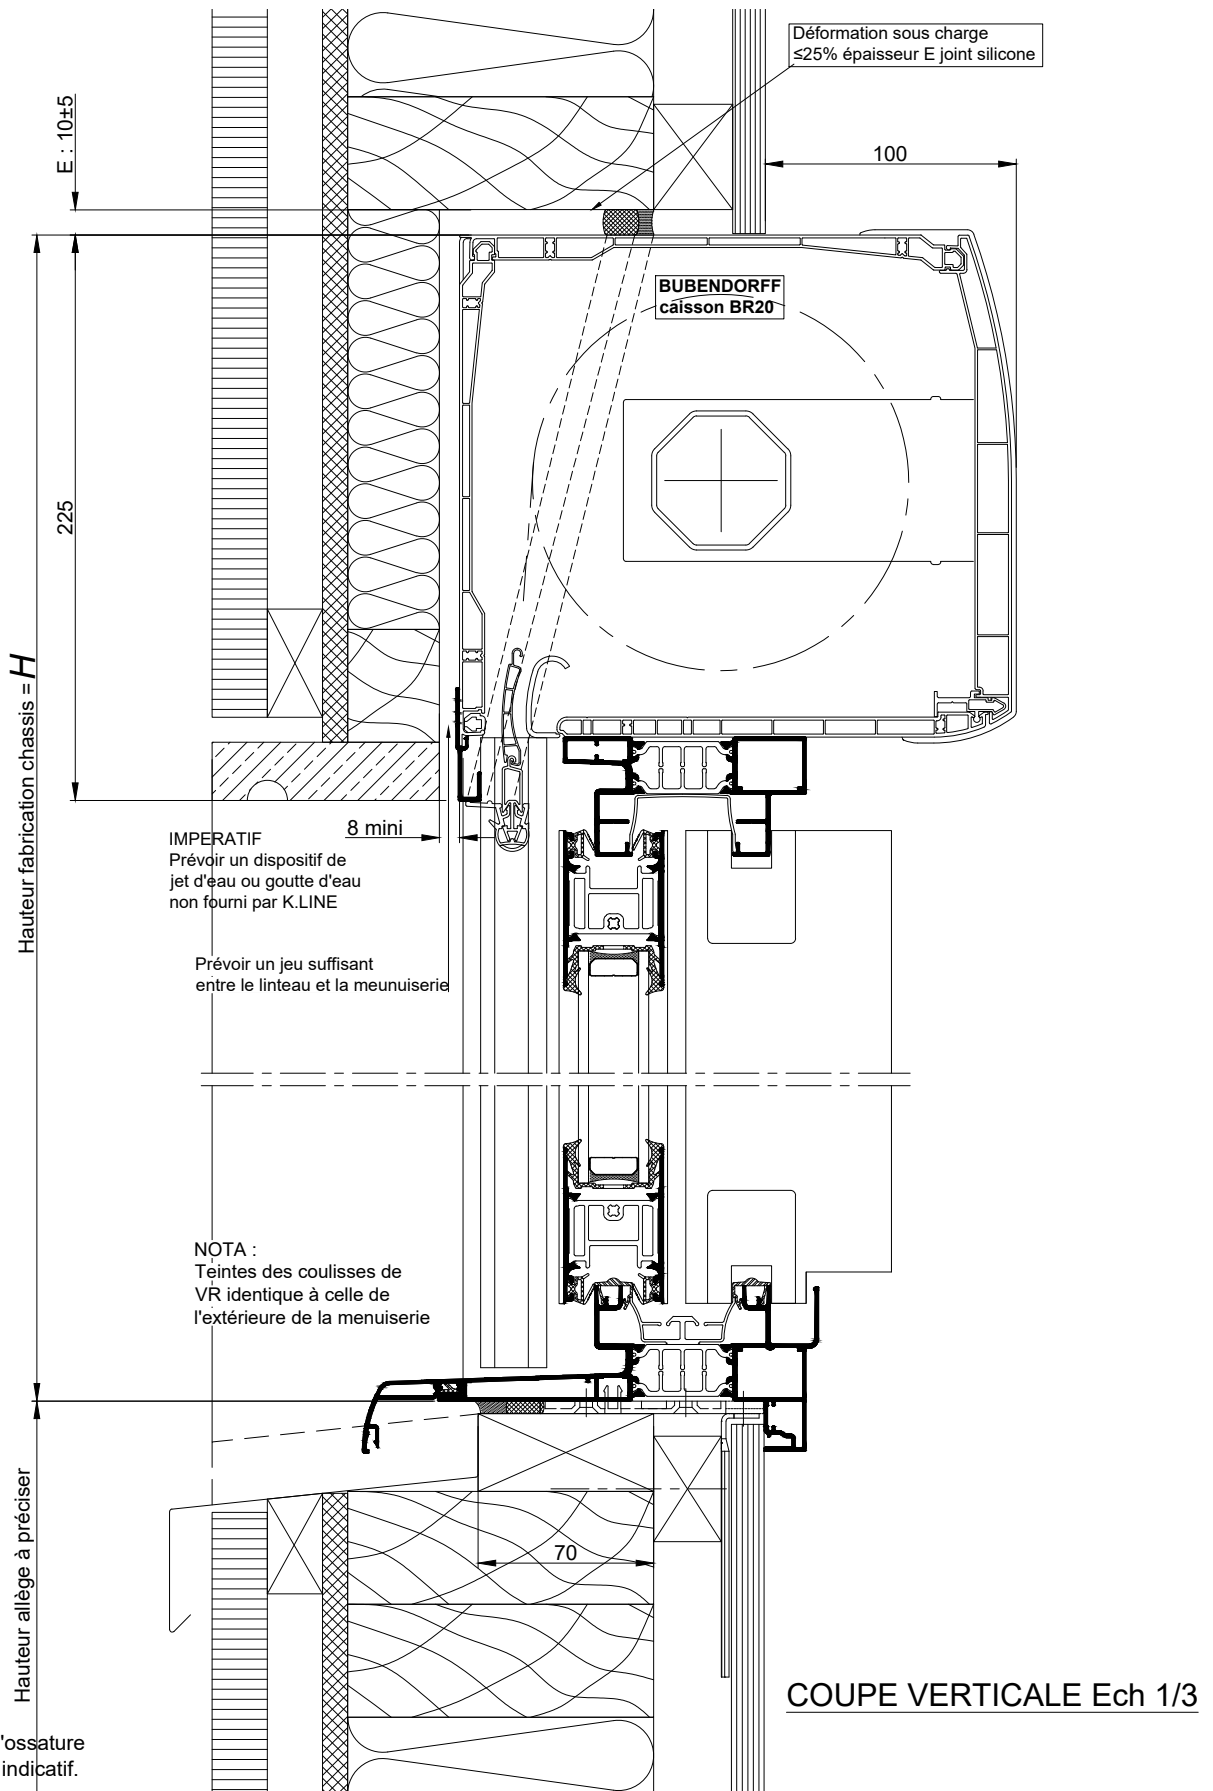 Déformation sous charge
≤25% épaisseur E joint silicone
E : 10±5
100
BUBENDORFF
caisson BR20
225
Hauteur fabrication chassis = H
8 mini
IMPERATIF
Prévoir un dispositif de
jet d'eau ou goutte d'eau
non fourni par K.LINE
Prévoir un jeu suffisant
entre le linteau et la meunuiserie
NOTA :
Teintes des coulisses de
VR identique à celle de
l'extérieure de la menuiserie
70
Hauteur allège à préciser
COUPE VERTICALE Ech 1/3
'ossature
indicatif.